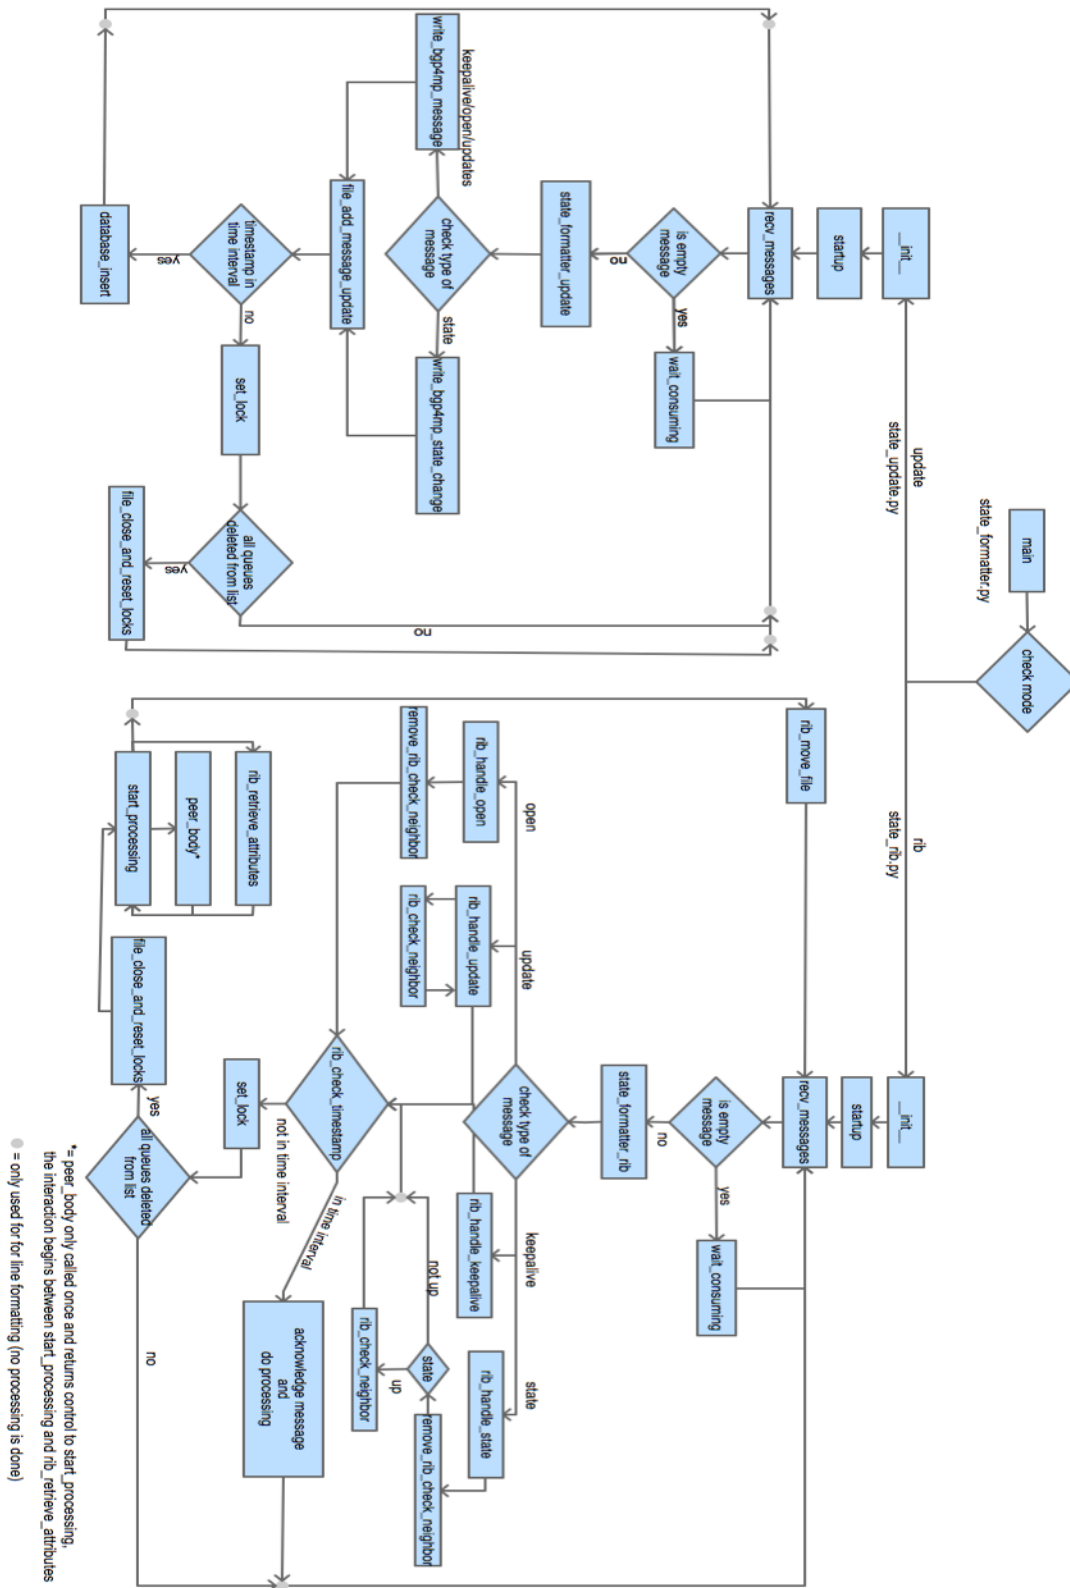 main
state_formatter.py
check mode
update
state_update.py
rib
state_rib.py
__init__
startup
recv_messages
is empty
message
yes
wait_consuming
no
state_formatter_update
check type of
message
keepalive/open/updates
write_bgp4mp_message
state
write_bgp4mp_state_change
file_add_message_update
timestamp in
time interval
yes
database_insert
no
set_lock
all queues
deleted from list
yes
file_close_and_reset_locks
no
__init__
startup
recv_messages
rib_move_file
is empty
message
yes
wait_consuming
no
state_formatter_rib
check type of
message
open
update
keepalive
state
rib_handle_open
remove_rib_check_neighbor
rib_handle_update
rib_check_neighbor
rib_handle_keepalive
rib_handle_state
remove_rib_check_neighbor
state
not up
up
rib_check_neighbor
rib_check_timestamp
in time interval
not in time interval
acknowledge message
and
do processing
set_lock
all queues deleted
from list
yes
no
file_close_and_reset_locks
start_processing
peer_body*
rib_retrieve_attributes
*= peer_body only called once and returns control to start_processing,
the interaction begins between start_processing and rib_retrieve_attributes
= only used for for line formatting (no processing is done)